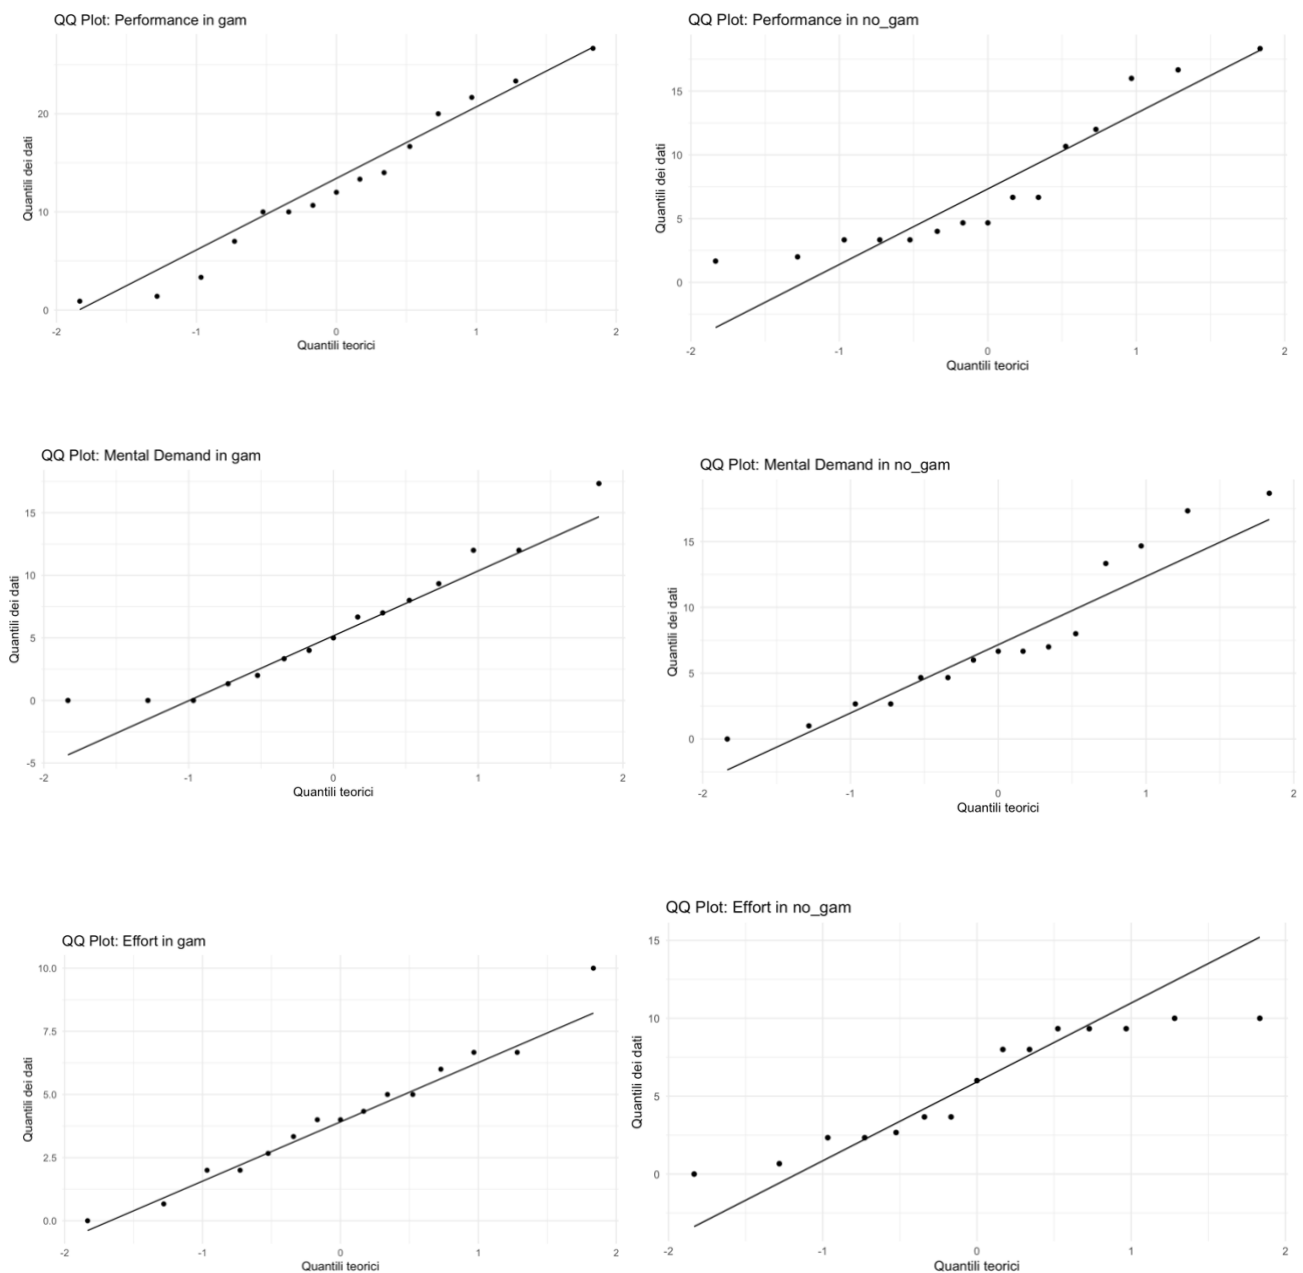 QQ Plot: Performance in gam
Quantili dei dati
20
10
0
-2 -1 0 1 2
Quantili teorici
QQ Plot: Performance in no_gam
Quantili dei dati
15
10
5
0
-2 -1 0 1 2
Quantili teorici
QQ Plot: Mental Demand in gam
Quantili dei dati
15
10
5
0
-5
-2 -1 0 1 2
Quantili teorici
QQ Plot: Mental Demand in no_gam
Quantili dei dati
15
10
5
0
-2 -1 0 1 2
Quantili teorici
QQ Plot: Effort in gam
Quantili dei dati
10.0
7.5
5.0
2.5
0.0
-2 -1 0 1 2
Quantili teorici
QQ Plot: Effort in no_gam
Quantili dei dati
15
10
5
0
-2 -1 0 1 2
Quantili teorici